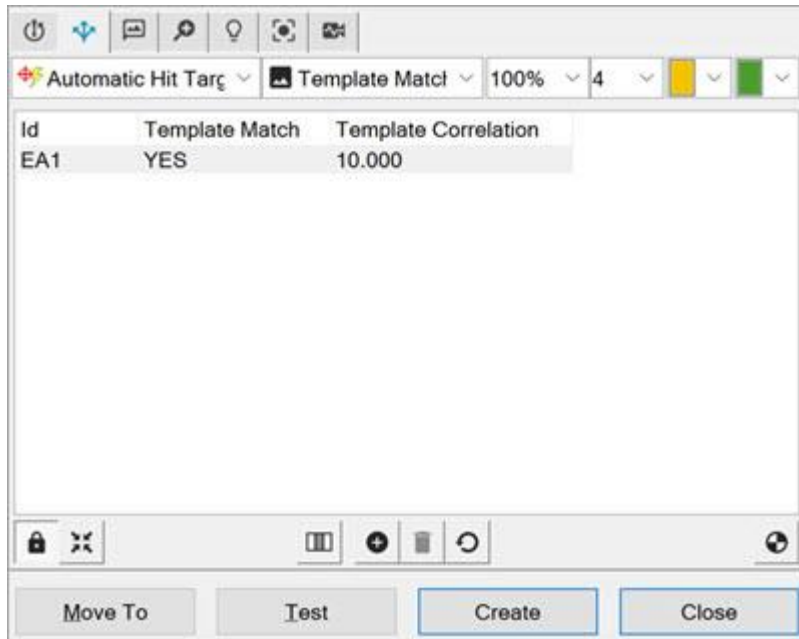 Automatic Hit Targ Template Matcl 100% 4
Id Template Match Template Correlation
EA1 YES 10.000
Move To Test Create Close